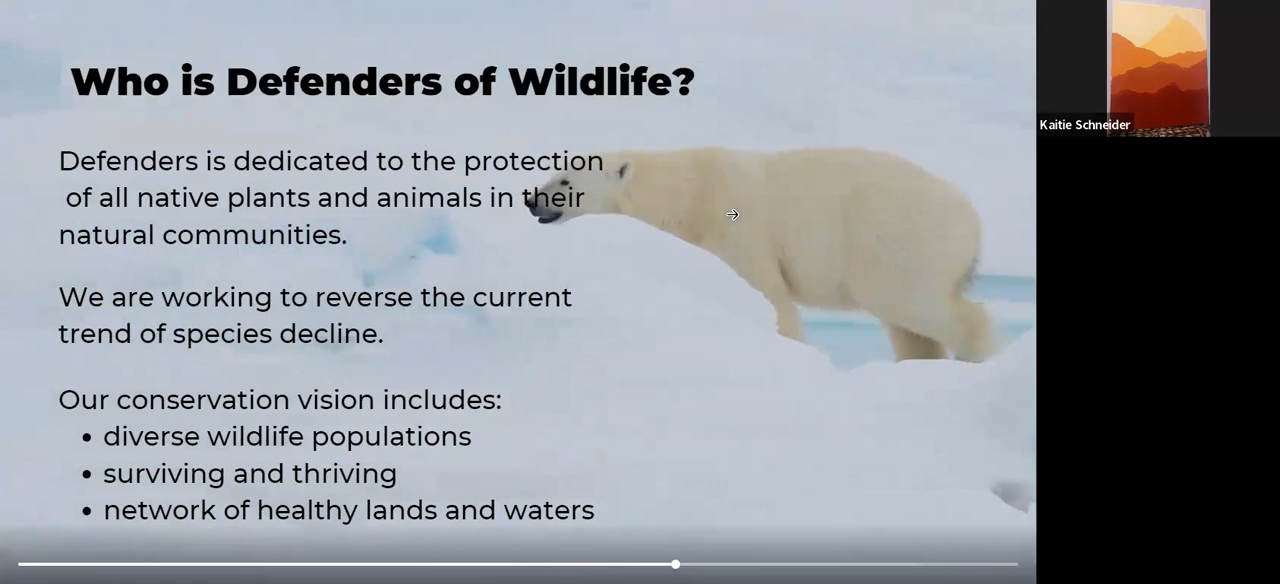 Who is Defenders of Wildlife?
Defenders is dedicated to the protection
of all native plants and animals in their
natural communities.
We are working to reverse the current
trend of species decline.
Our conservation vision includes:
• diverse wildlife populations
• surviving and thriving
• network of healthy lands and waters
Kaitie Schneider